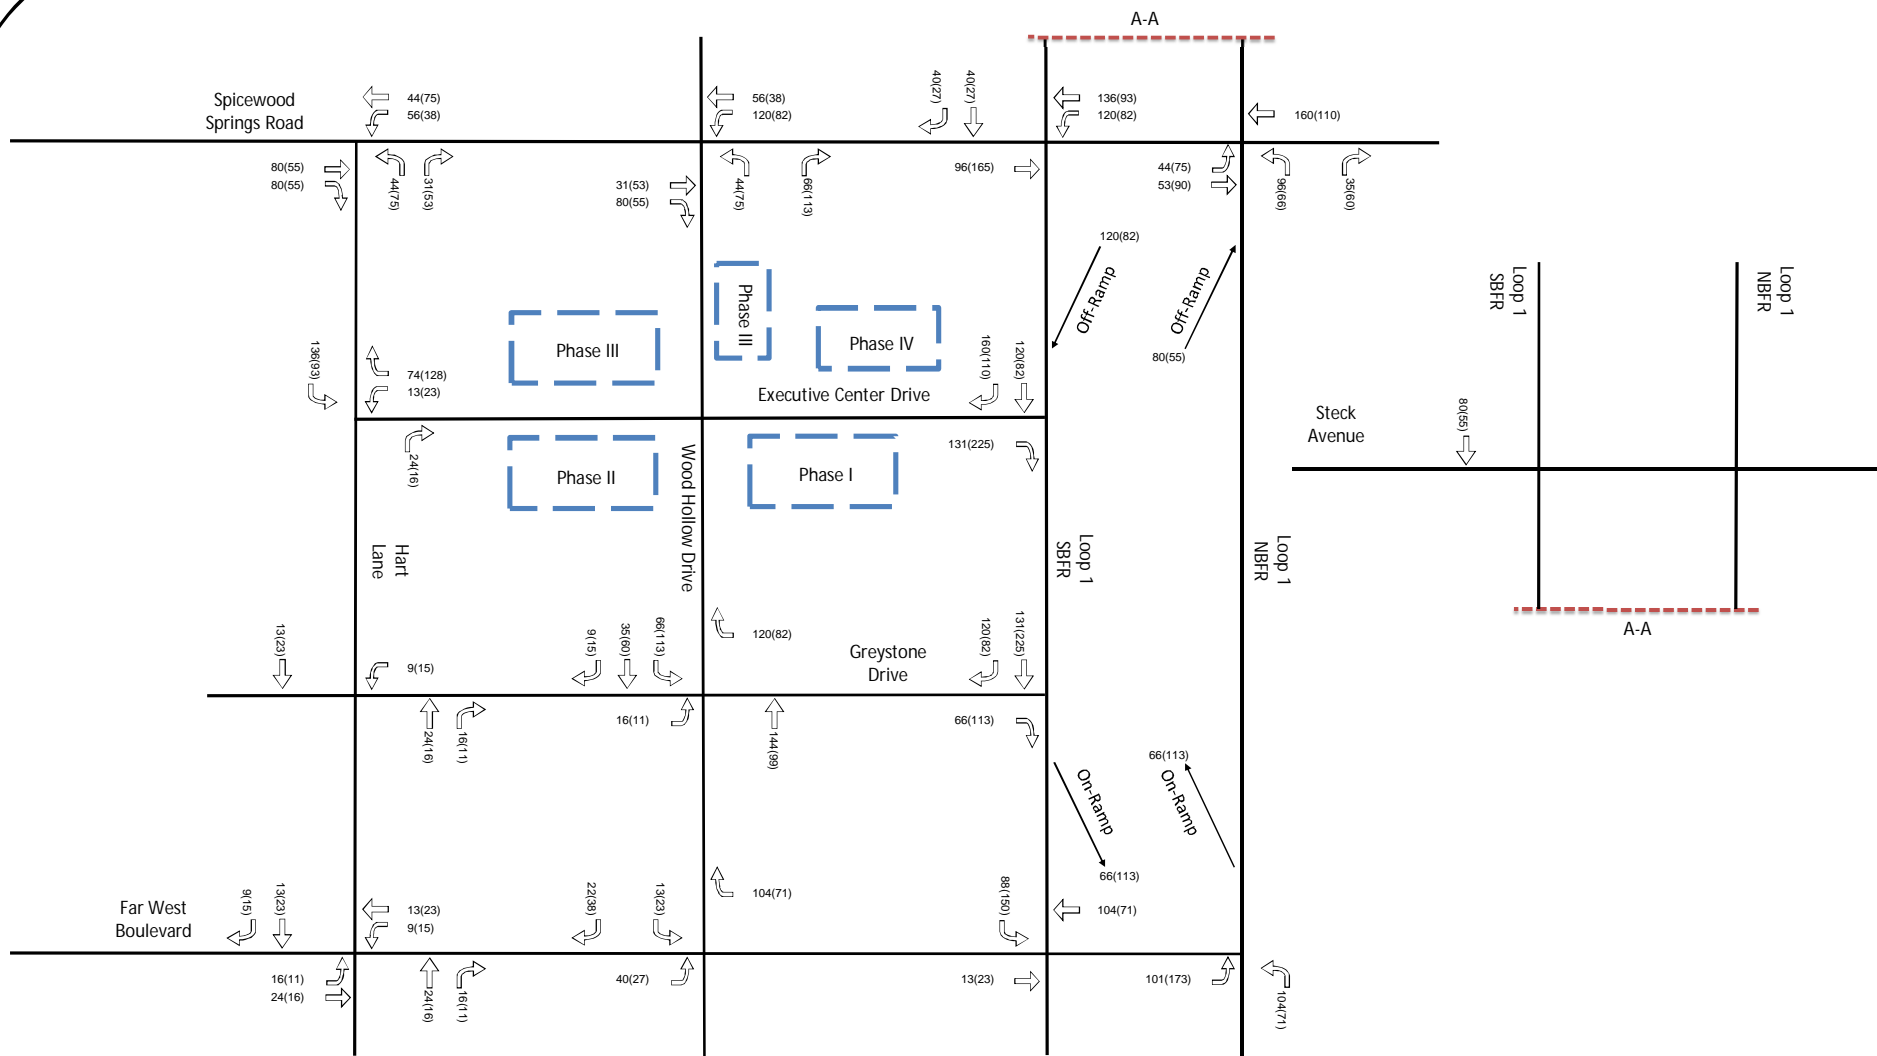 A-A
Spicewood
Springs Road
44(75)
56(38)
56(38)
120(82)
40(27)
40(27)
136(93)
120(82)
160(110)
80(55)
80(55)
44(75)
31(53)
31(53)
80(55)
44(75)
66(113)
96(165)
44(75)
53(90)
96(66)
35(60)
120(82)
Off-Ramp
Off-Ramp
80(55)
Loop 1
SBFR
Loop 1
NBFR
Phase III
Phase III
Phase IV
136(93)
74(128)
13(23)
160(110)
120(82)
Executive Center Drive
Steck
Avenue
80(55)
24(16)
Phase II
Wood Hollow Drive
Phase I
131(225)
Hart
Lane
Loop 1
SBFR
Loop 1
NBFR
A-A
13(23)
9(15)
9(15)
35(60)
66(113)
120(82)
Greystone
Drive
120(82)
131(225)
24(16)
16(11)
16(11)
144(99)
66(113)
On-Ramp
66(113)
66(113)
On-Ramp
Far West
Boulevard
9(15)
13(23)
13(23)
9(15)
22(38)
13(23)
104(71)
88(150)
104(71)
16(11)
24(16)
24(16)
16(11)
40(27)
13(23)
101(173)
104(71)